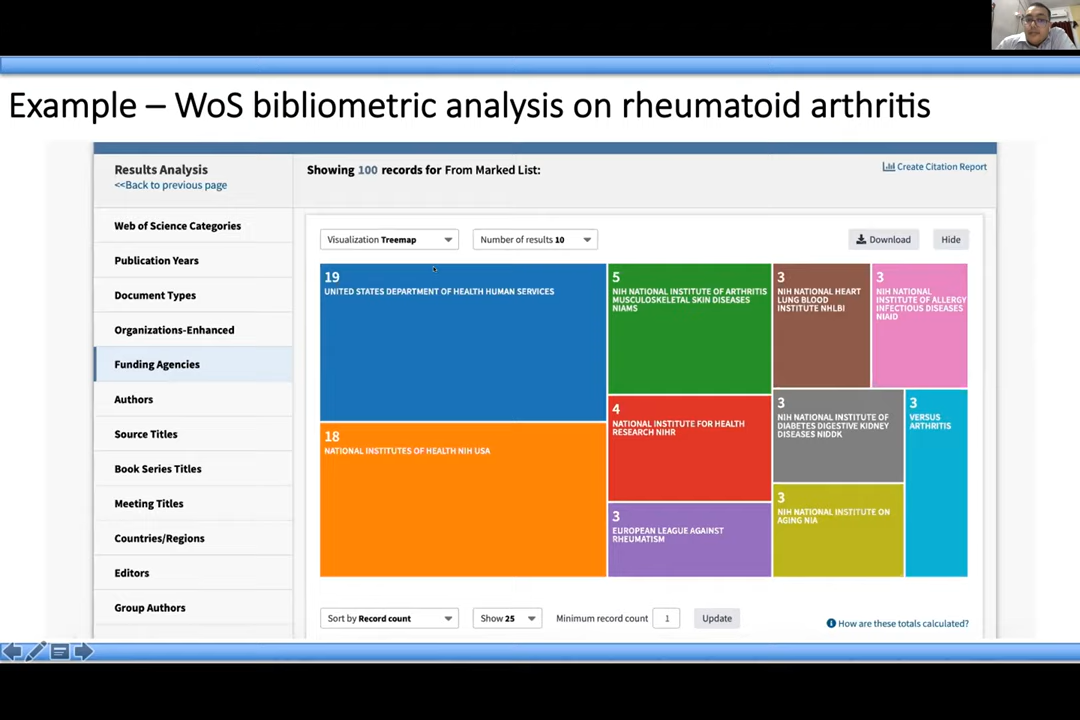 Example – WoS bibliometric analysis on rheumatoid arthritis
Results Analysis
<<Back to previous page
Showing 100 records for From Marked List:
Create Citation Report
Web of Science Categories
Publication Years
Document Types
Organizations-Enhanced
Funding Agencies
Authors
Source Titles
Book Series Titles
Meeting Titles
Countries/Regions
Editors
Group Authors
Visualization Treemap
Number of results 10
Download
Hide
19
UNITED STATES DEPARTMENT OF HEALTH HUMAN SERVICES
18
NATIONAL INSTITUTES OF HEALTH NIH USA
5
NIH NATIONAL INSTITUTE OF ARTHRITIS
MUSCULOSKELETAL SKIN DISEASES
NIAMS
4
NATIONAL INSTITUTE FOR HEALTH
RESEARCH NIHR
3
EUROPEAN LEAGUE AGAINST
RHEUMATISM
3
NIH NATIONAL HEART
LUNG BLOOD
INSTITUTE NHLBI
3
NIH NATIONAL
INSTITUTE OF ALLERGY
INFECTIOUS DISEASES
NIAID
3
NIH NATIONAL INSTITUTE OF
DIABETES DIGESTIVE KIDNEY
DISEASES NIDDK
3
VERSUS
ARTHRITIS
3
NIH NATIONAL INSTITUTE ON
AGING NIA
Sort by Record count
Show 25
Minimum record count 1
Update
How are these totals calculated?